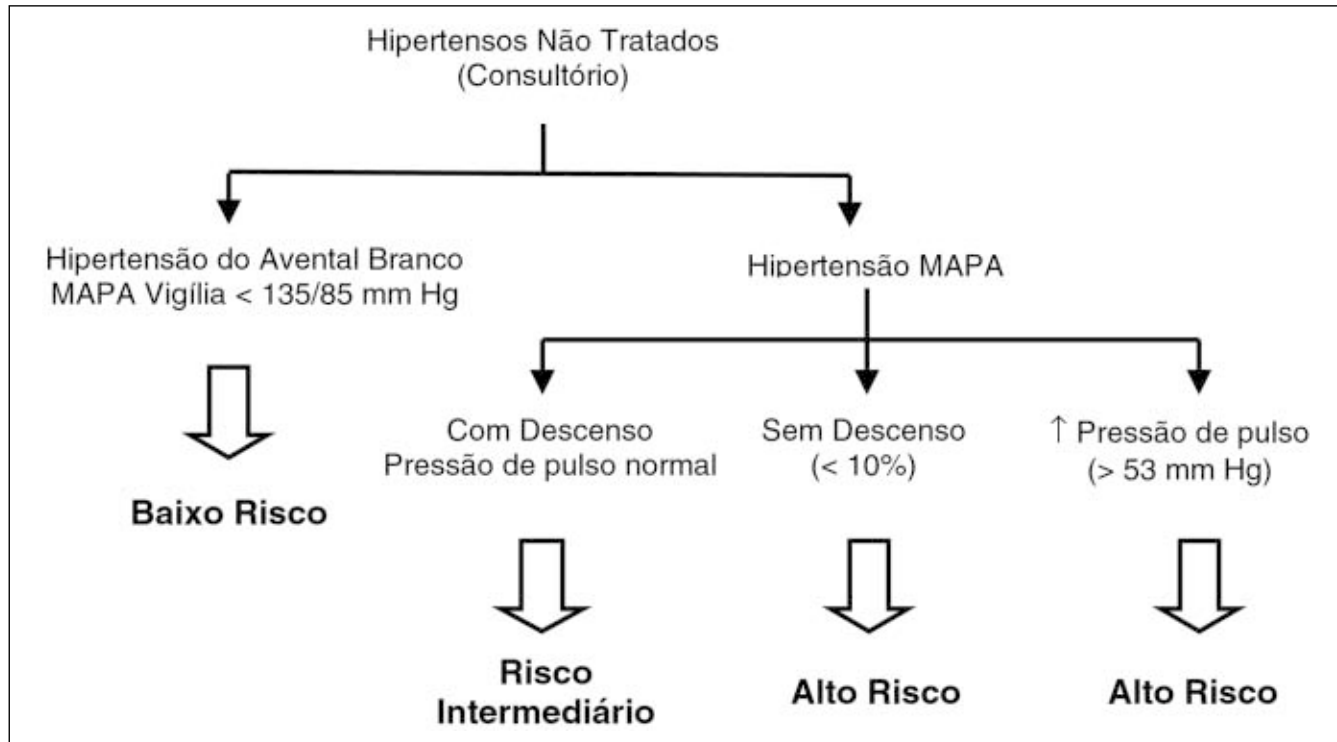 Hipertensos Não Tratados
(Consultório)
Hipertensão do Avental Branco
MAPA Vigília < 135/85 mm Hg
Hipertensão MAPA
Com Descenso
Pressão de pulso normal
Sem Descenso
(< 10%)
↑ Pressão de pulso
(> 53 mm Hg)
Baixo Risco
Risco
Intermediário
Alto Risco
Alto Risco